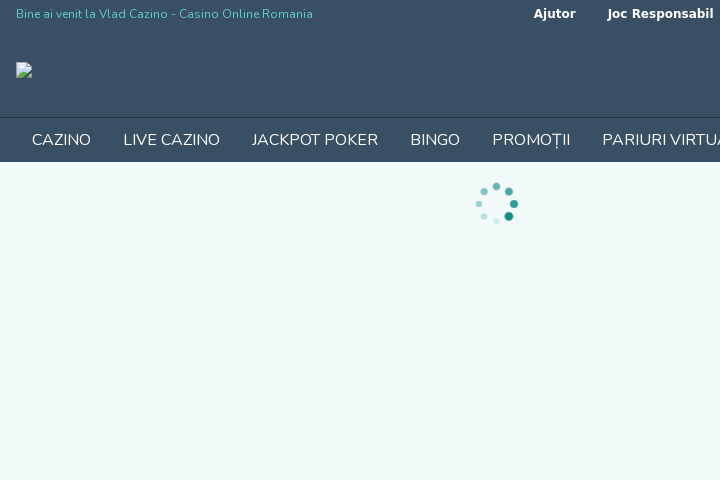 Bine ai venit la Vlad Cazino - Casino Online Romania
Ajutor
Joc Responsabil
CAZINO
LIVE CAZINO
JACKPOT POKER
BINGO
PROMOȚII
PARIURI